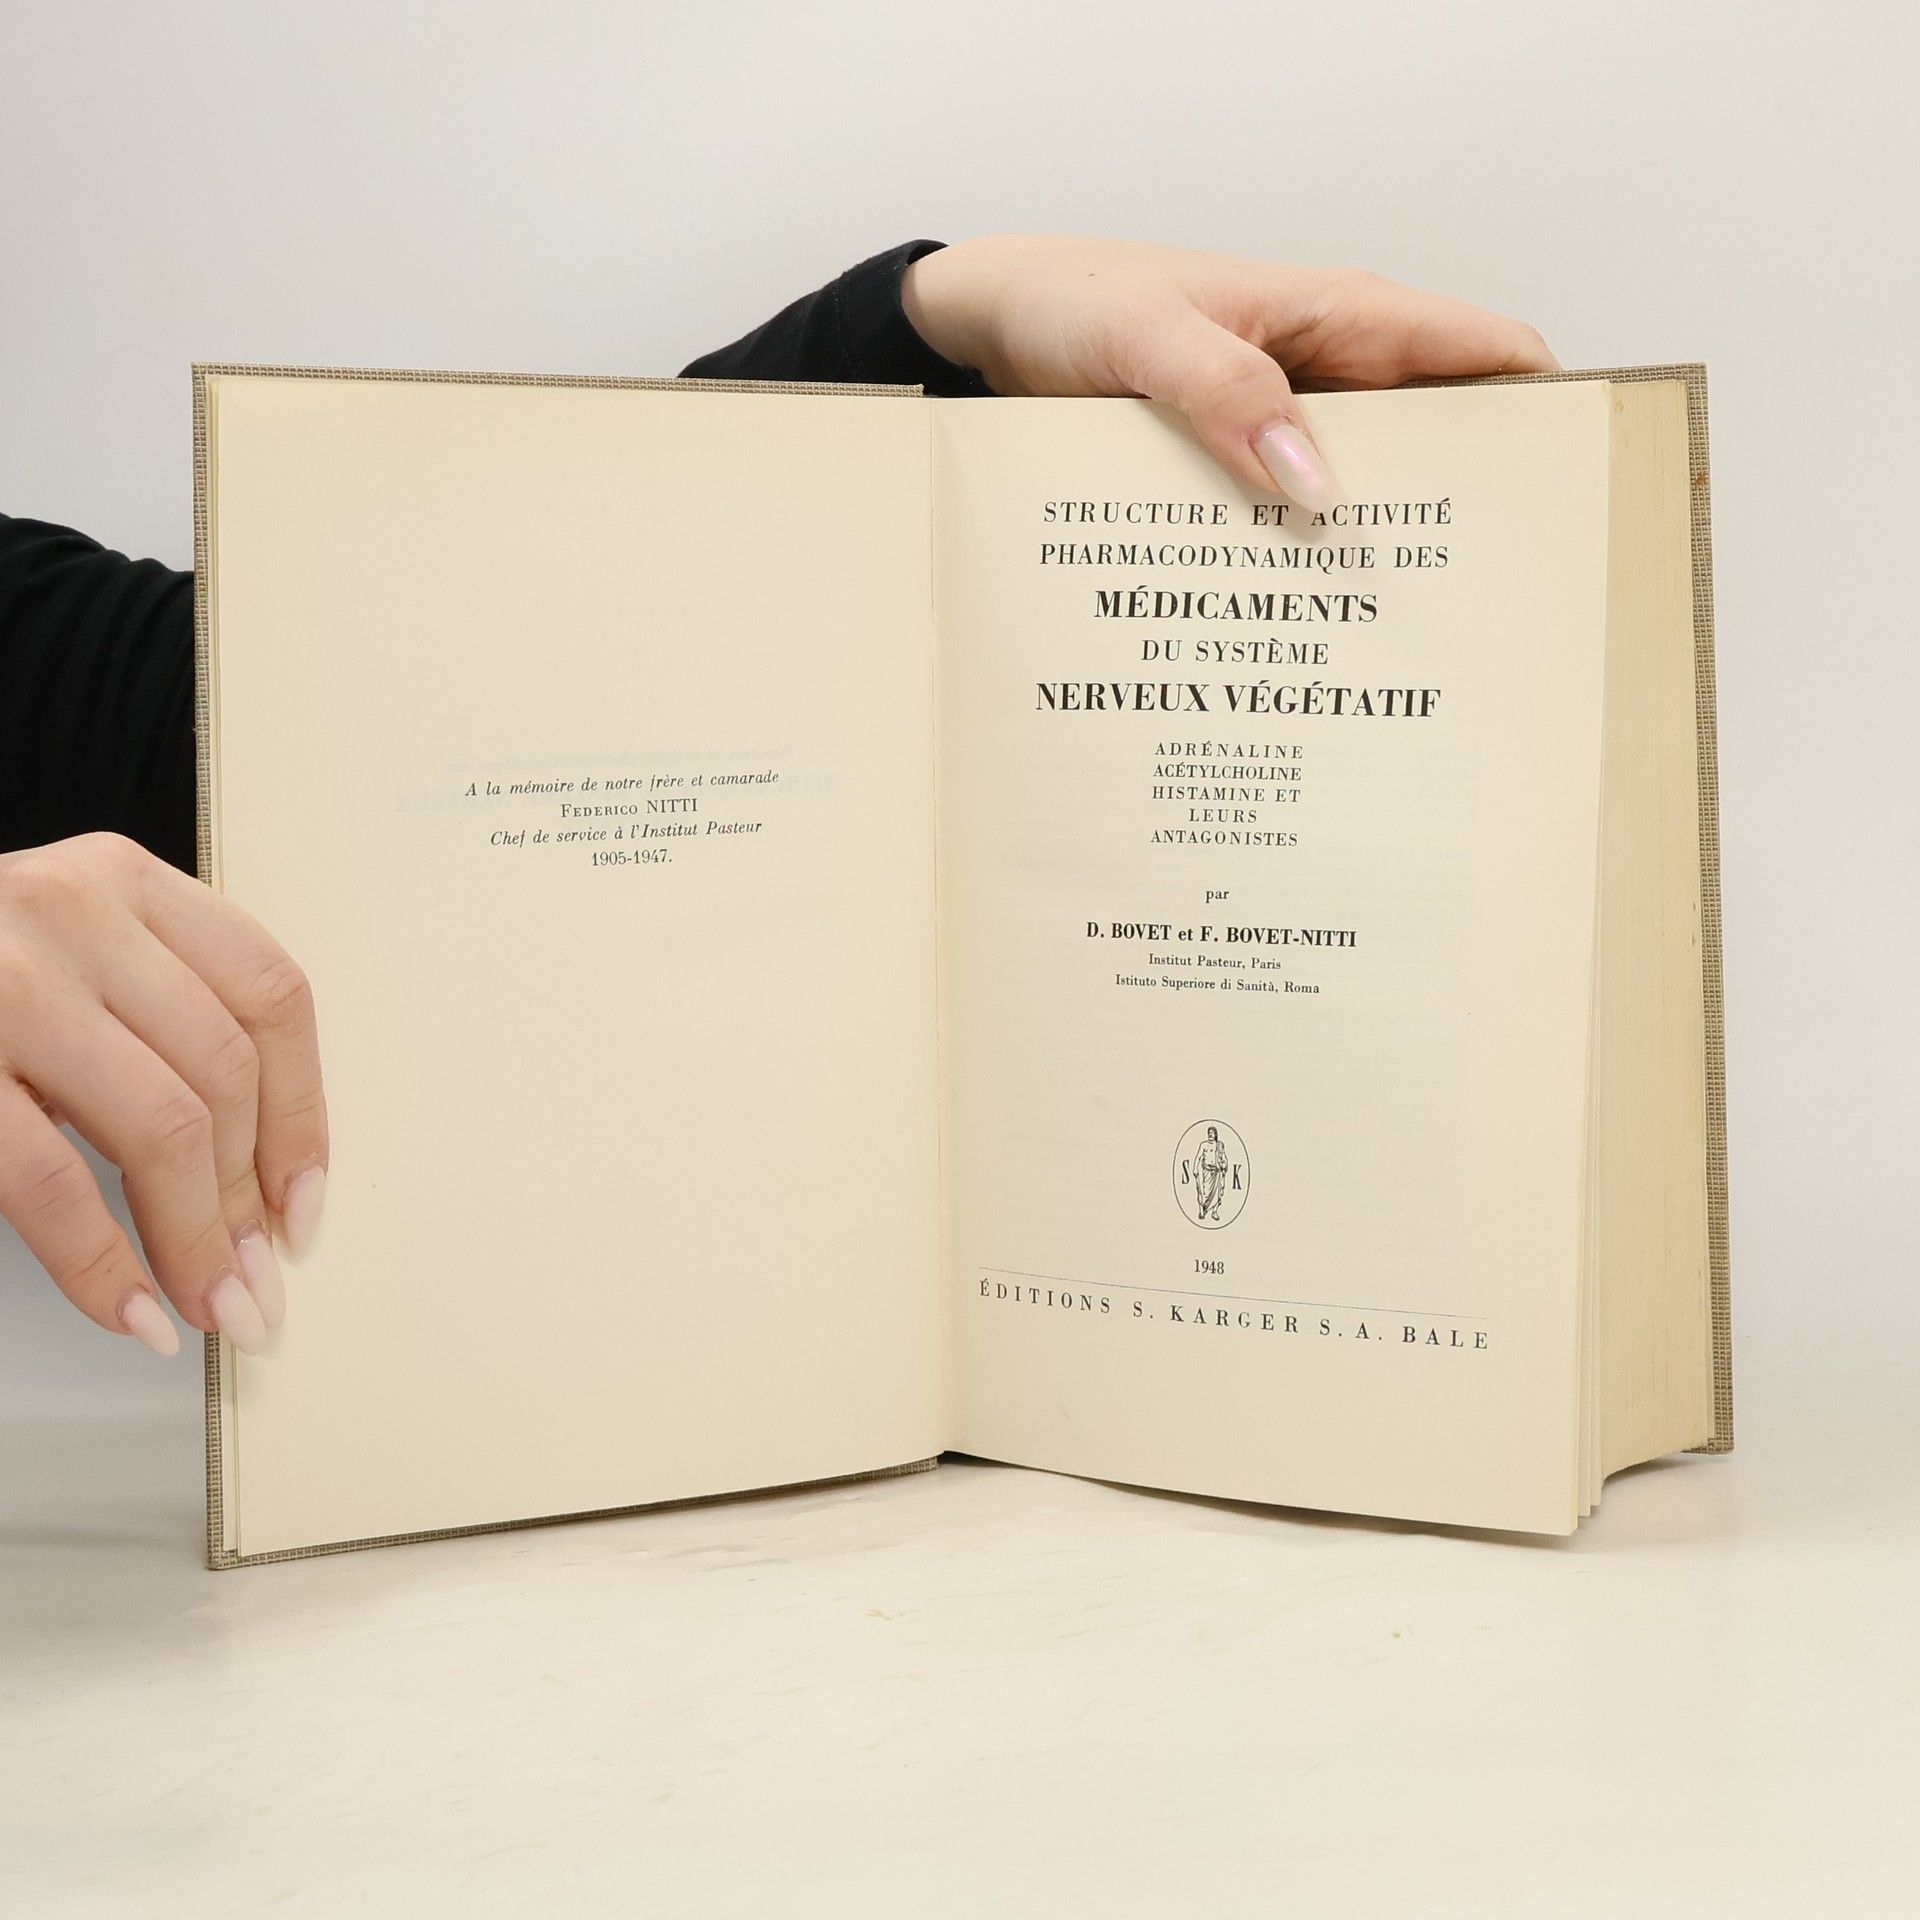 A la mémoire de notre frère et camarade
FEDERICO NITTI
Chef de service à l'Institut Pasteur
1905-1947.
STRUCTURE ET ACTIVITÉ
PHARMACODYNAMIQUE DES
MÉDICAMENTS
DU SYSTÈME
NERVEUX VÉGÉTATIF
ADRÉNALINE
ACÉTYLCHOLINE
HISTAMINE ET
LEURS
ANTAGONISTES
par
D. BOVET et F. BOVET-NITTI
Institut Pasteur, Paris
Istituto Superiore di Sanità, Roma
S K
1948
ÉDITIONS S. KARGER S.A. BALE